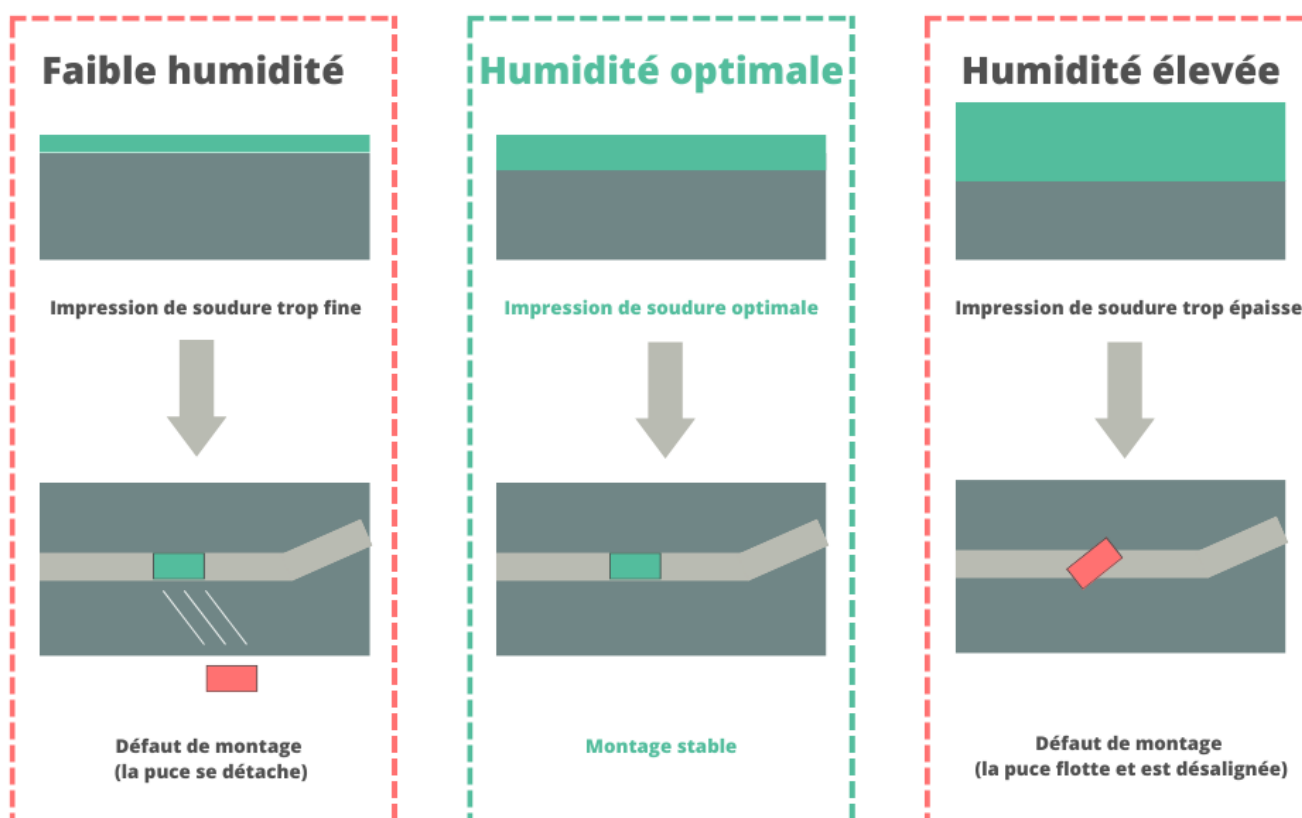 Faible humidité
Impression de soudure trop fine
Défaut de montage
(la puce se détache)
Humidité optimale
Impression de soudure optimale
Montage stable
Humidité élevée
Impression de soudure trop épaisse
Défaut de montage
(la puce flotte et est désalignée)